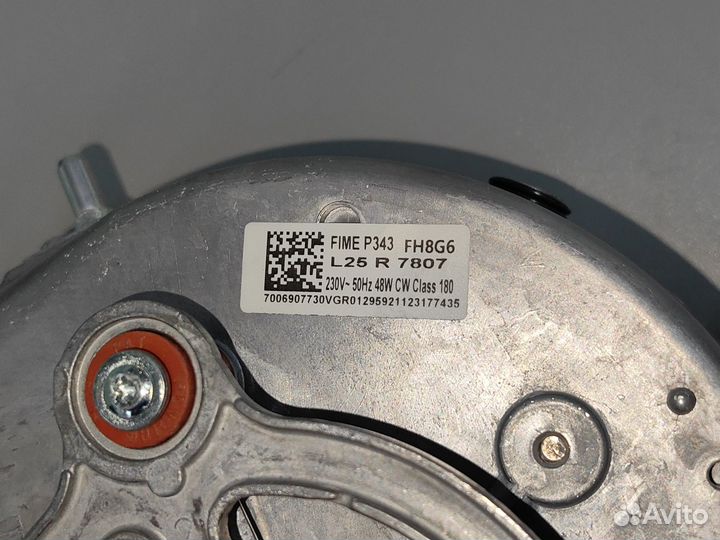 FIME P343 FH8G6
L25 R 7807
230V~ 50Hz 48W CW Class 180
7006907730VGR01295921123177435
Avito